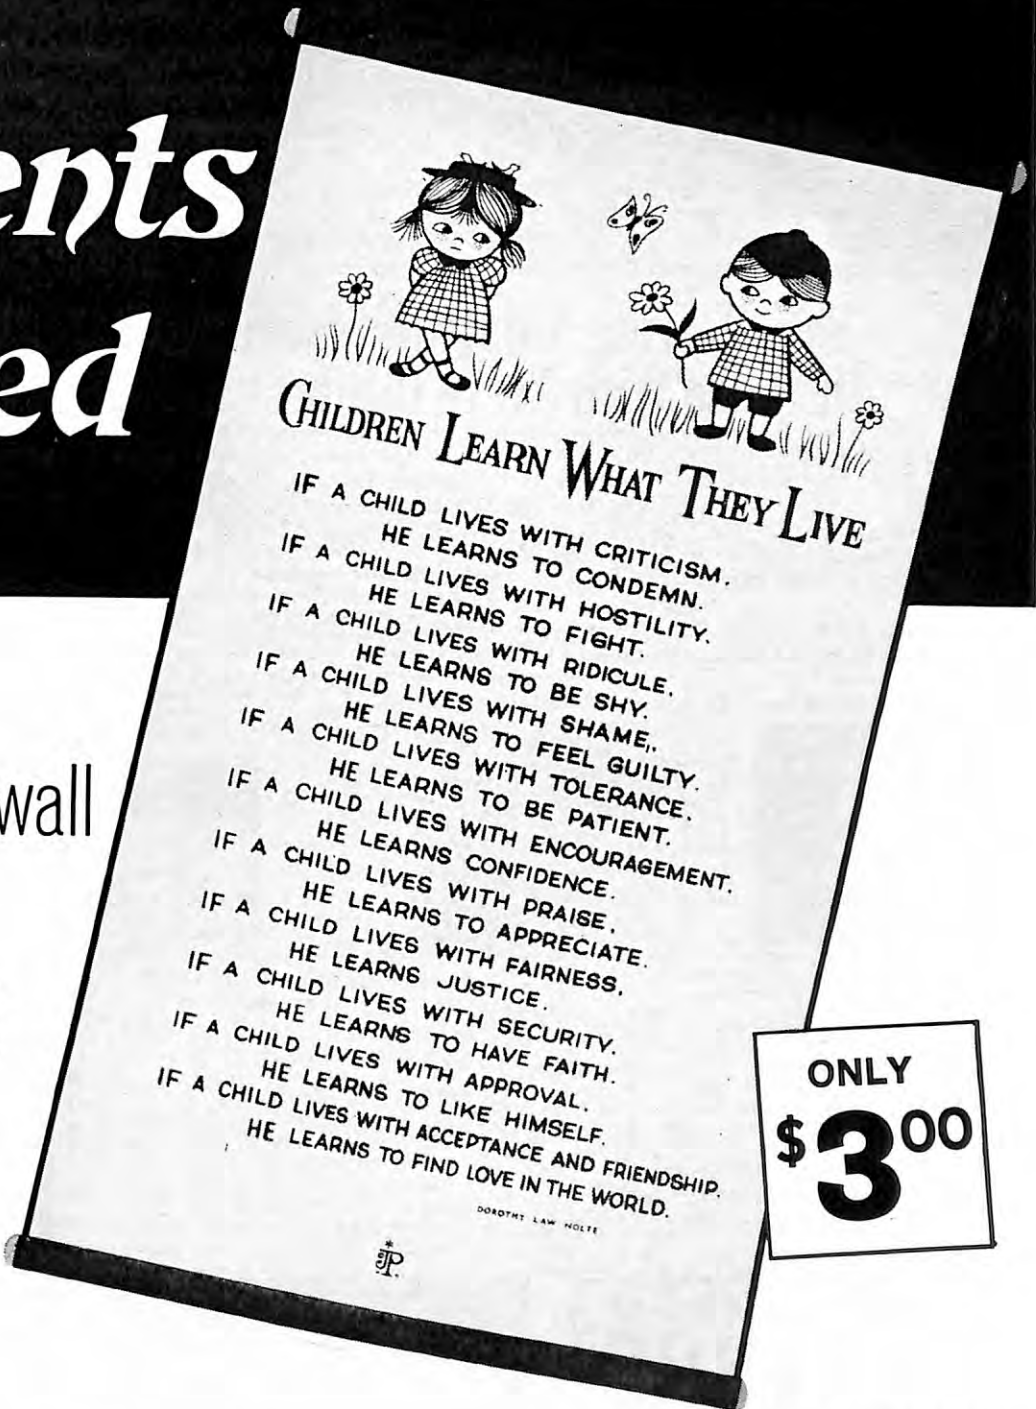 ents
ed
wall
CHILDREN LEARN WHAT THEY LIVE
IF A CHILD LIVES WITH CRITICISM.
HE LEARNS TO CONDEMN.
IF A CHILD LIVES WITH HOSTILITY.
HE LEARNS TO FIGHT.
IF A CHILD LIVES WITH RIDICULE,
HE LEARNS TO BE SHY.
IF A CHILD LIVES WITH SHAME,.
HE LEARNS TO FEEL GUILTY.
IF A CHILD LIVES WITH TOLERANCE.
HE LEARNS TO BE PATIENT.
IF A CHILD LIVES WITH ENCOURAGEMENT.
HE LEARNS CONFIDENCE.
IF A CHILD LIVES WITH PRAISE,
HE LEARNS TO APPRECIATE.
IF A CHILD LIVES WITH FAIRNESS,
HE LEARNS JUSTICE.
IF A CHILD LIVES WITH SECURITY.
HE LEARNS TO HAVE FAITH.
IF A CHILD LIVES WITH APPROVAL.
HE LEARNS TO LIKE HIMSELF.
IF A CHILD LIVES WITH ACCEPTANCE AND FRIENDSHIP.
HE LEARNS TO FIND LOVE IN THE WORLD.
DOROTHY LAW NOLTE
ONLY
$3 00